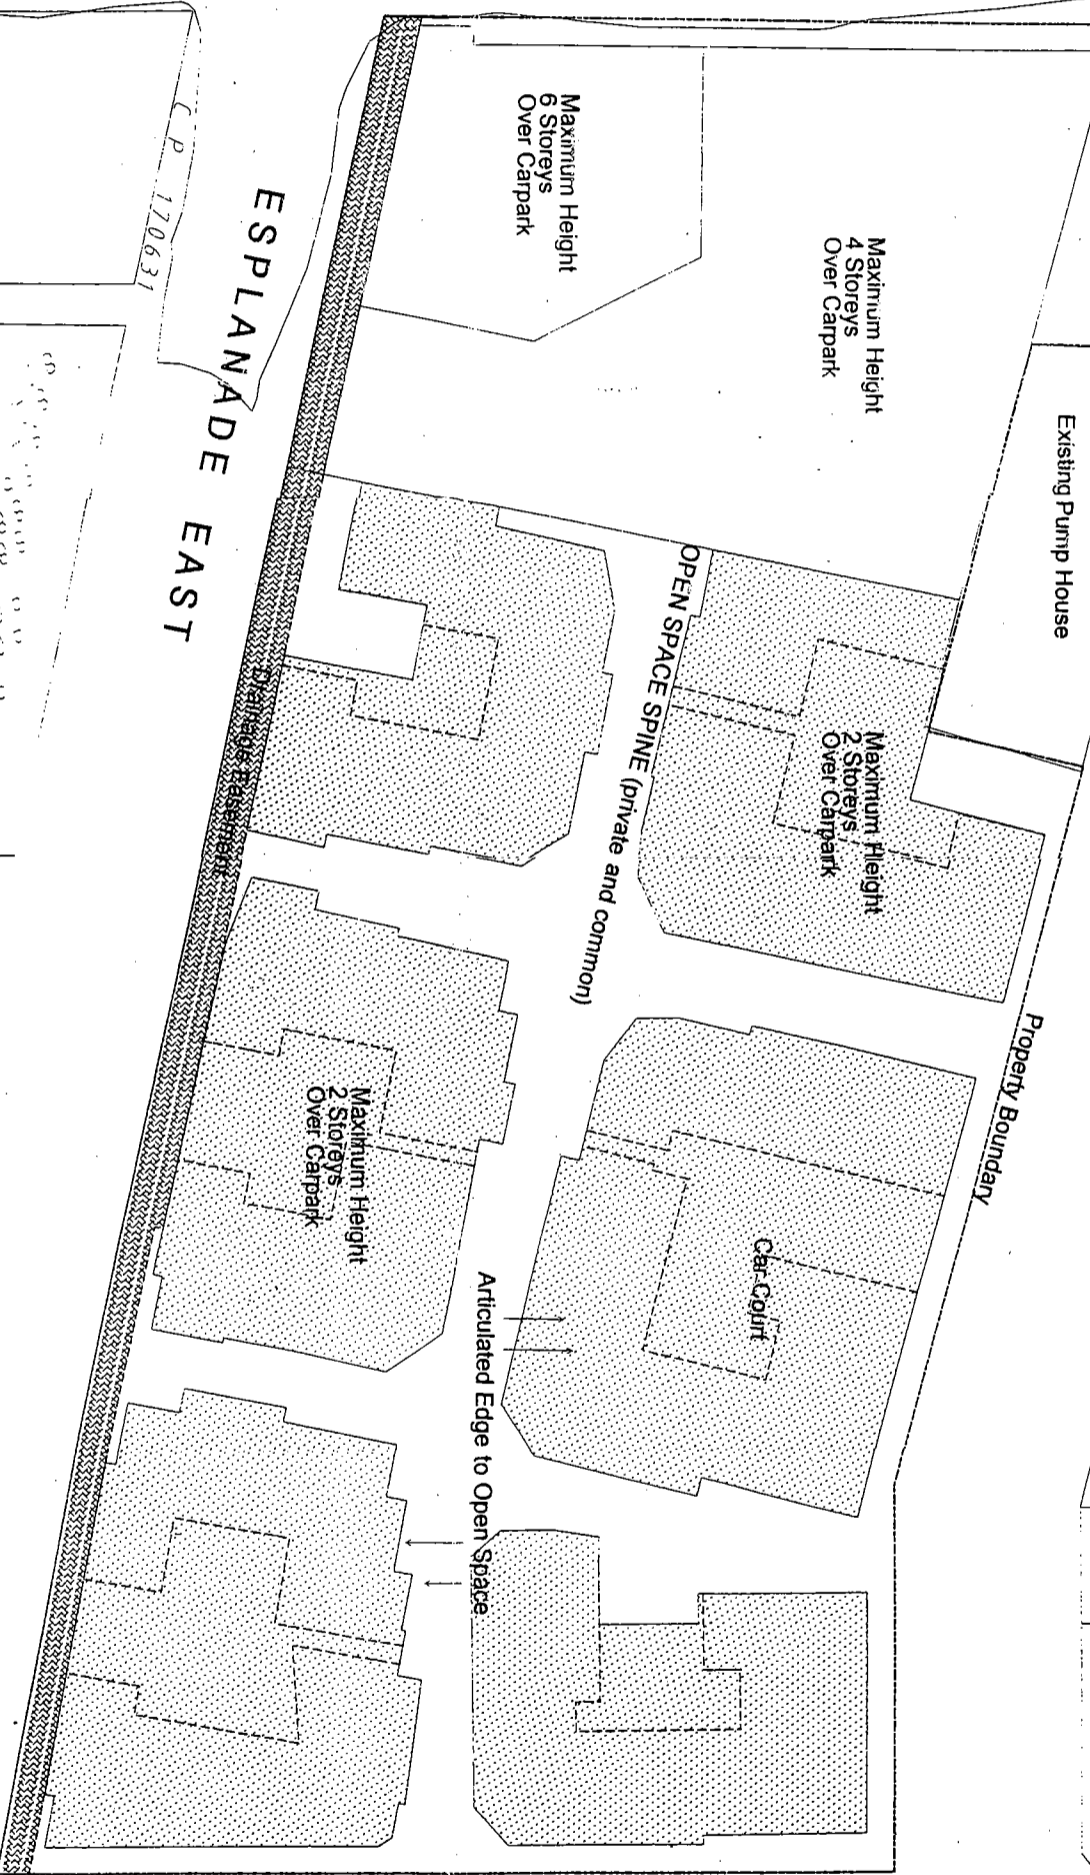 Maximum Height
6 Storeys
Over Carpark
Maximum Height
4 Storeys
Over Carpark
Existing Pump House
CP 170631
ESPLANADE EAST
OPEN SPACE SPINE (private and common)
Maximum Height
2 Storeys
Over Carpark
Drainage Easement
Property Boundary
Maximum Height
2 Storeys
Over Carpark
Car Court
Articulated Edge to Open Space